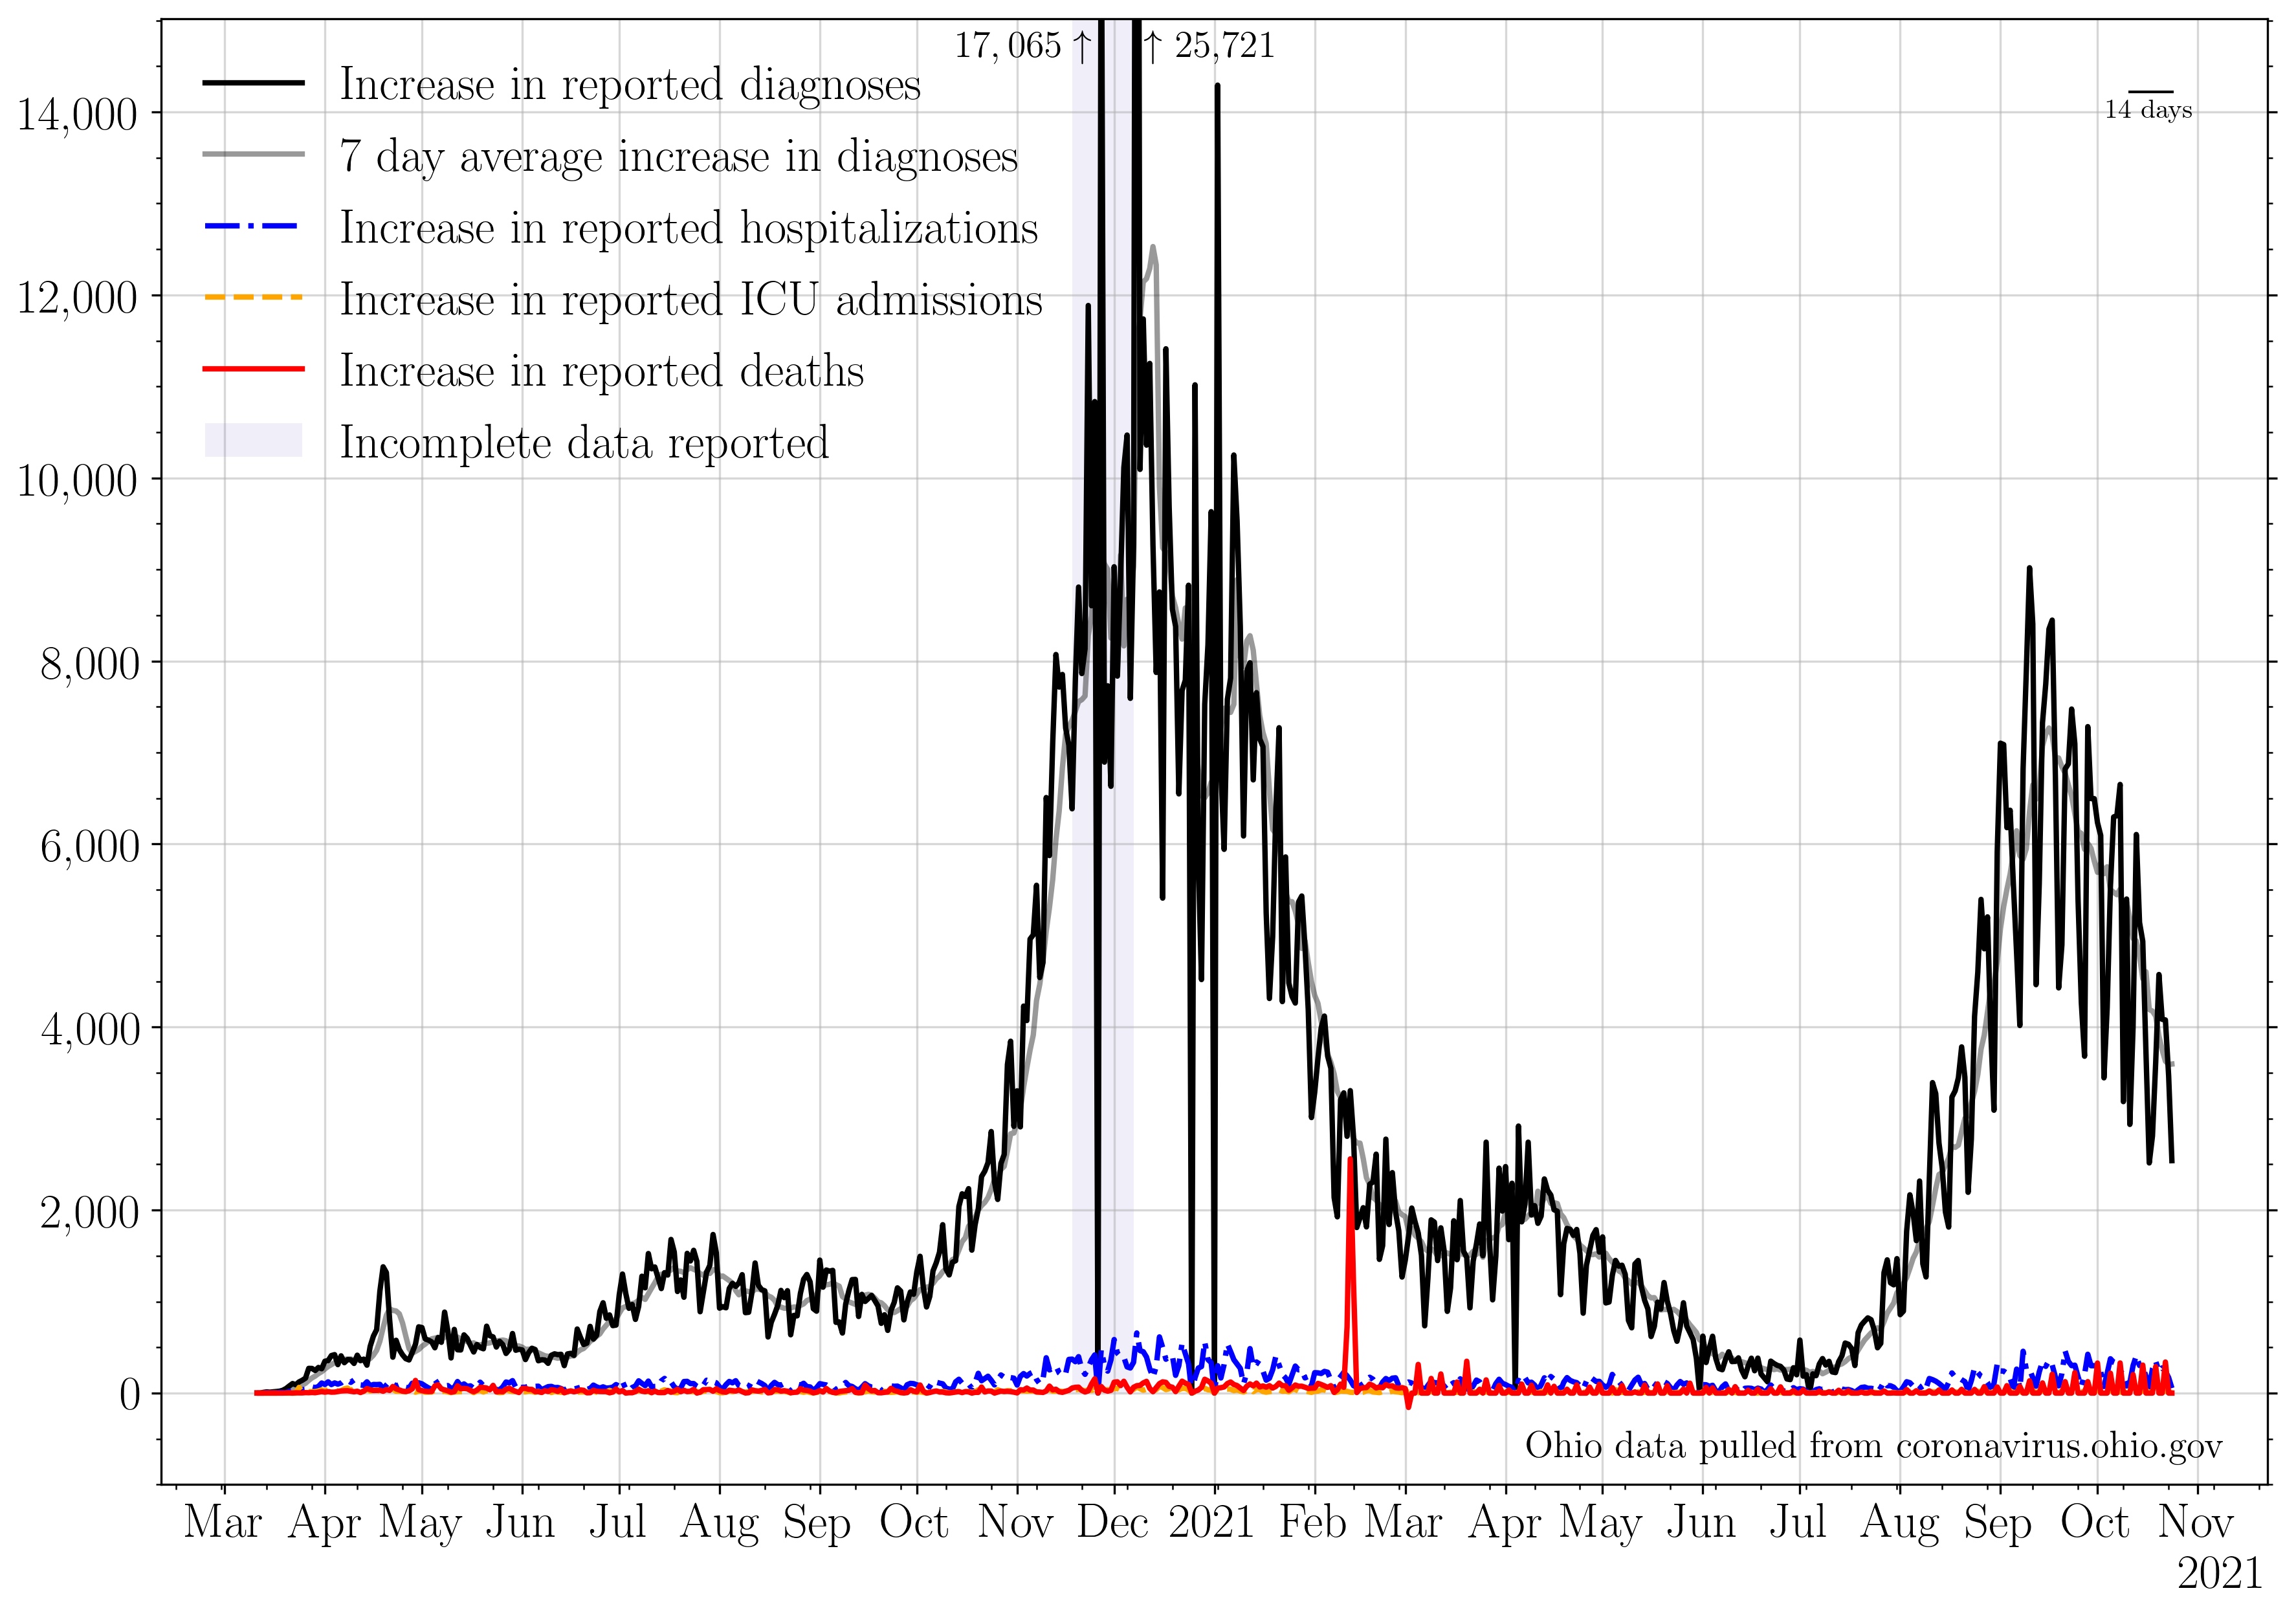 17,065 ↑ ↑ 25,721
Increase in reported diagnoses
7 day average increase in diagnoses
Increase in reported hospitalizations
Increase in reported ICU admissions
Increase in reported deaths
Incomplete data reported
14 days
14,000
12,000
10,000
8,000
6,000
4,000
2,000
0
Ohio data pulled from coronavirus.ohio.gov
Mar Apr May Jun Jul Aug Sep Oct Nov Dec 2021 Feb Mar Apr May Jun Jul Aug Sep Oct Nov
2021